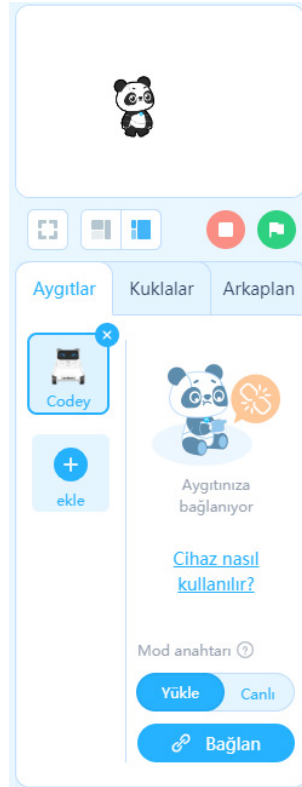 Aygıtlar
Kuklalar
Arkaplan
Codey
ekle
Aygıtınıza
bağlanıyor
Cihaz nasıl
kullanılır?
Mod anahtarı
Yükle
Canlı
Bağlan